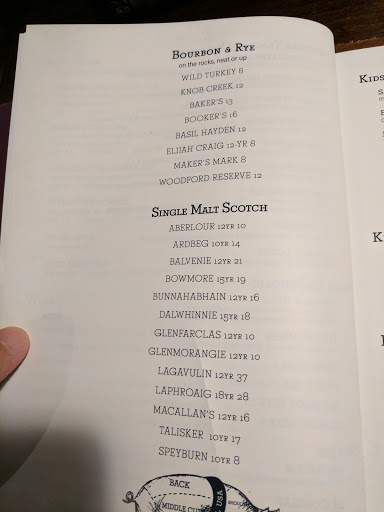 BOURBON & RYE
on the rocks, neat or up
WILD TURKEY 8
KNOB CREEK 12
BAKER'S 13
BOOKER'S 16
BASIL HAYDEN 12
ELIJAH CRAIG 12-YR 8
MAKER'S MARK 8
WOODFORD RESERVE 12
SINGLE MALT SCOTCH
ABERLOUR 12YR 10
ARDBEG 10YR 14
BALVENIE 12YR 21
BOWMORE 15YR 19
BUNNAHABHAIN 12YR 16
DALWHINNIE 15YR 18
GLENFARCLAS 12YR 10
GLENMORANGIE 12YR 10
LAGAVULIN 12YR 37
LAPHROAIG 18YR 28
MACALLAN'S 12YR 16
TALISKER 10YR 17
SPEYBURN 10YR 8
BACK
MIDDLE CUT
USA
KIDS